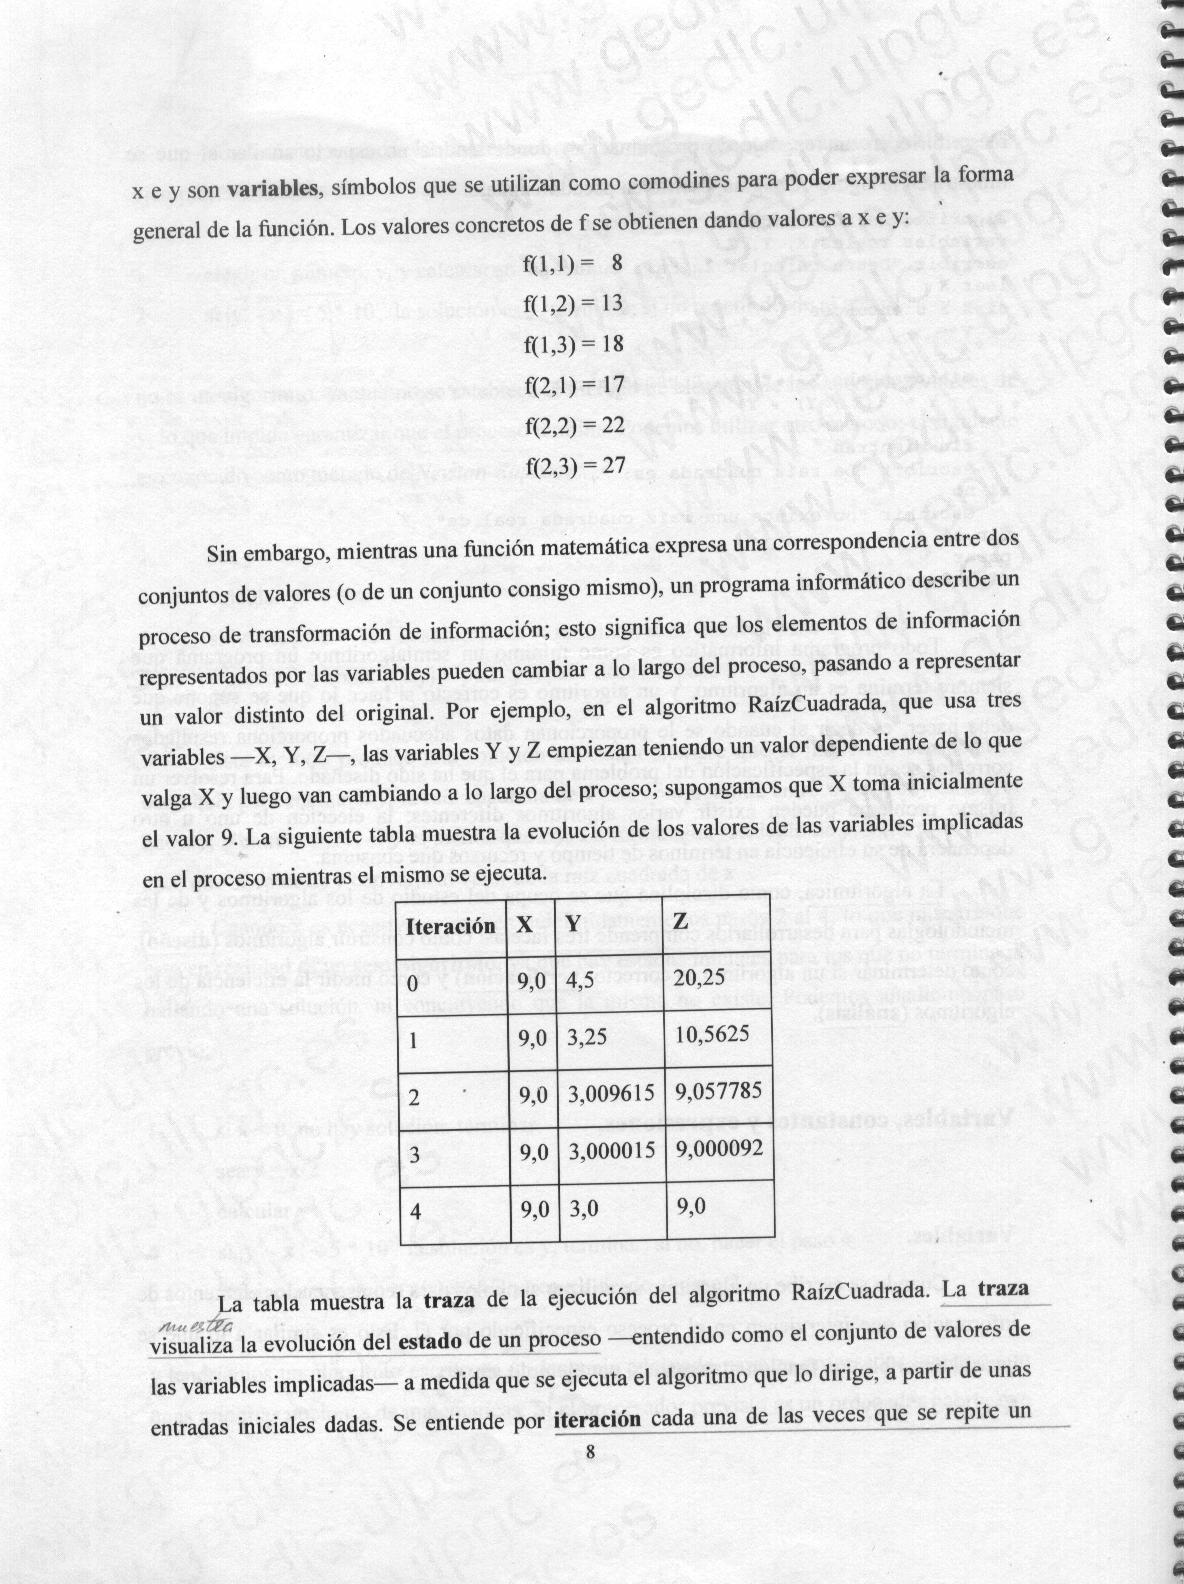 x e y son variables, símbolos que se utilizan como comodines para poder expresar la forma
general de la función. Los valores concretos de f se obtienen dando valores a x e y:
f(1,1) = 8
f(1,2) = 13
f(1,3) = 18
f(2,1) = 17
f(2,2) = 22
f(2,3) = 27
Sin embargo, mientras una función matemática expresa una correspondencia entre dos
conjuntos de valores (o de un conjunto consigo mismo), un programa informático describe un
proceso de transformación de información; esto significa que los elementos de información
representados por las variables pueden cambiar a lo largo del proceso, pasando a representar
un valor distinto del original. Por ejemplo, en el algoritmo RaízCuadrada, que usa tres
variables —X, Y, Z—, las variables Y y Z empiezan teniendo un valor dependiente de lo que
valga X y luego van cambiando a lo largo del proceso; supongamos que X toma inicialmente
el valor 9. La siguiente tabla muestra la evolución de los valores de las variables implicadas
en el proceso mientras el mismo se ejecuta.
Iteración X Y Z
0 9,0 4,5 20,25
1 9,0 3,25 10,5625
2 9,0 3,009615 9,057785
3 9,0 3,000015 9,000092
4 9,0 3,0 9,0
La tabla muestra la traza de la ejecución del algoritmo RaízCuadrada. La traza
muestra
visualiza la evolución del estado de un proceso —entendido como el conjunto de valores de
las variables implicadas— a medida que se ejecuta el algoritmo que lo dirige, a partir de unas
entradas iniciales dadas. Se entiende por iteración cada una de las veces que se repite un
8